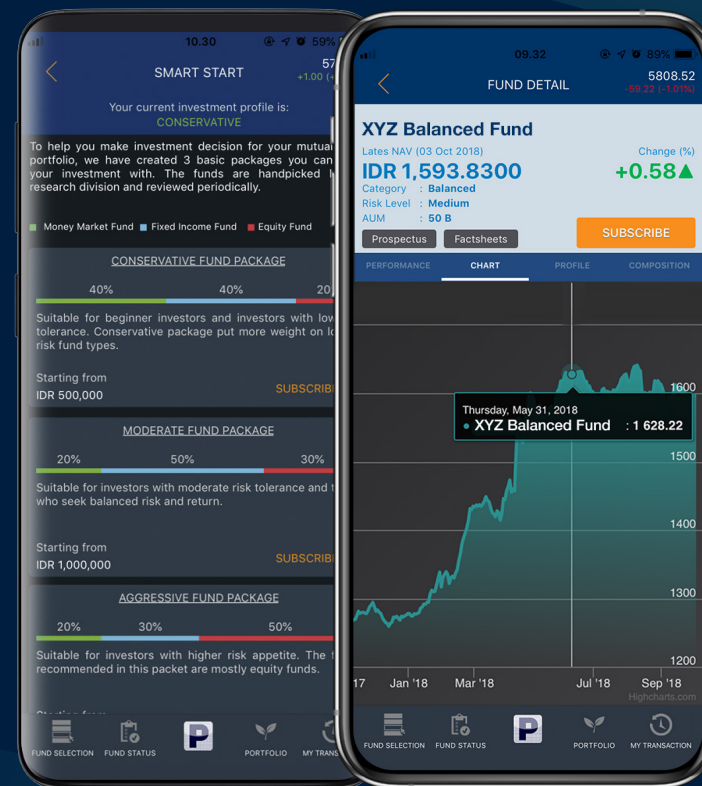 10.30
59%
SMART START
57
+1.00 (+
Your current investment profile is:
CONSERVATIVE
To help you make investment decision for your mutual
portfolio, we have created 3 basic packages you can
your investment with. The funds are handpicked
research division and reviewed periodically.
Money Market Fund
Fixed Income Fund
Equity Fund
CONSERVATIVE FUND PACKAGE
40% 40% 20
Suitable for beginner investors and investors with low
tolerance. Conservative package put more weight on
risk fund types.
Starting from
IDR 500,000
SUBSCRIBE
MODERATE FUND PACKAGE
20% 50% 30%
Suitable for investors with moderate risk tolerance and
who seek balanced risk and return.
Starting from
IDR 1,000,000
SUBSCRIB
AGGRESSIVE FUND PACKAGE
20% 30% 50%
Suitable for investors with higher risk appetite. The
recommended in this packet are mostly equity funds.
Starting from
FUND SELECTION
FUND STATUS
P
PORTFOLIO
MY TRANS
09.32
89%
FUND DETAIL
5808.52
-59.22 (-1.01%)
XYZ Balanced Fund
Lates NAV (03 Oct 2018)
Change (%)
IDR 1,593.8300
+0.58▲
Category : Balanced
Risk Level : Medium
AUM : 50 B
Prospectus
Factsheets
SUBSCRIBE
PERFORMANCE
CHART
PROFILE
COMPOSITION
1600
Thursday, May 31, 2018
XYZ Balanced Fund : 1 628.22
1500
1400
1300
1200
17
Jan '18
Mar '18
Jul '18
Sep '18
Highcharts.com
FUND SELECTION
FUND STATUS
P
PORTFOLIO
MY TRANSACTION